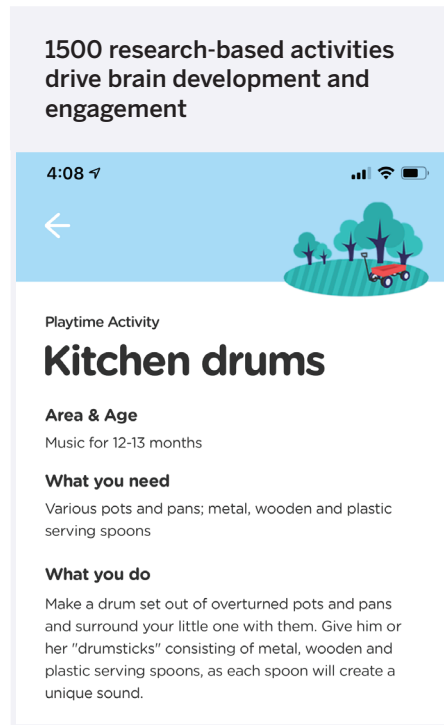 1500 research-based activities
drive brain development and
engagement
4:08
Playtime Activity
Kitchen drums
Area & Age
Music for 12-13 months
What you need
Various pots and pans; metal, wooden and plastic
serving spoons
What you do
Make a drum set out of overturned pots and pans
and surround your little one with them. Give him or
her "drumsticks" consisting of metal, wooden and
plastic serving spoons, as each spoon will create a
unique sound.